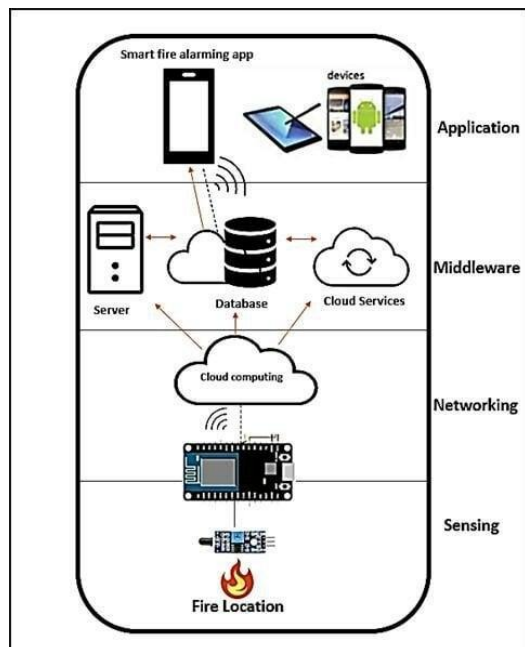 Smart fire alarming app
devices
Application
Server
Database
Cloud Services
Middleware
Cloud computing
Networking
Sensing
Fire Location